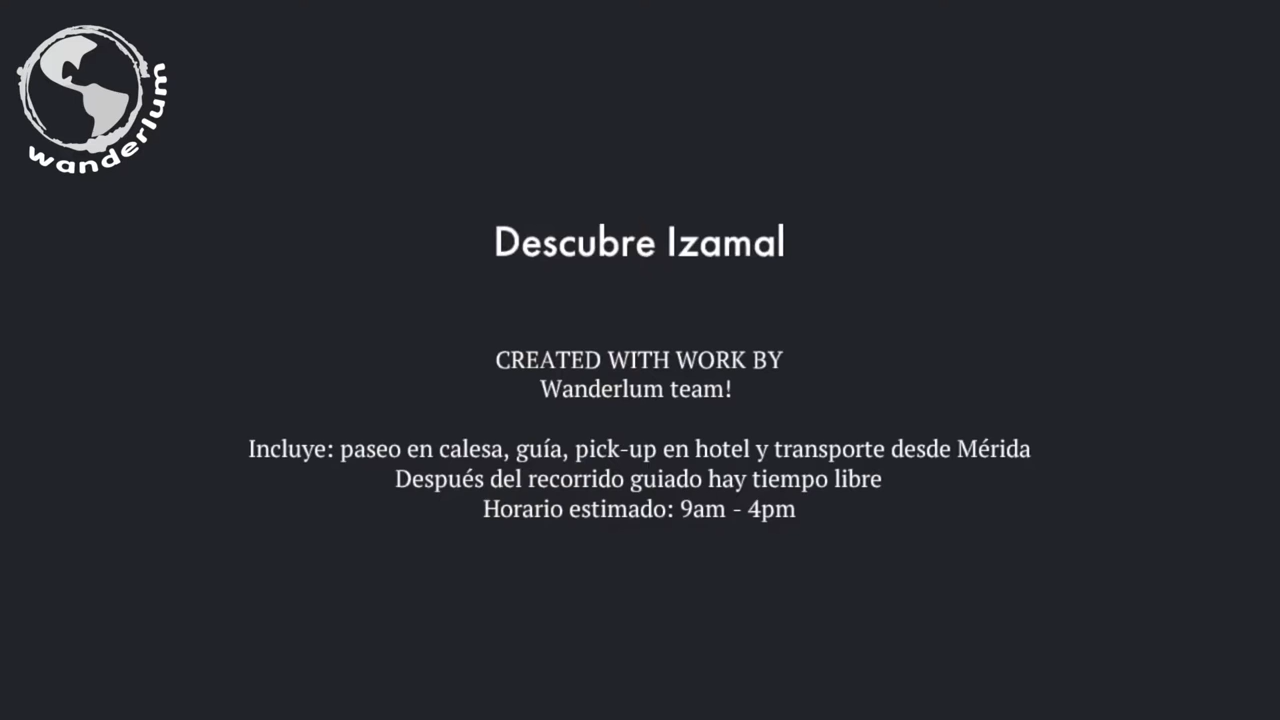 wanderlum
Descubre Izamal
CREATED WITH WORK BY
Wanderlum team!
Incluye: paseo en calesa, guía, pick-up en hotel y transporte desde Mérida
Después del recorrido guiado hay tiempo libre
Horario estimado: 9am - 4pm